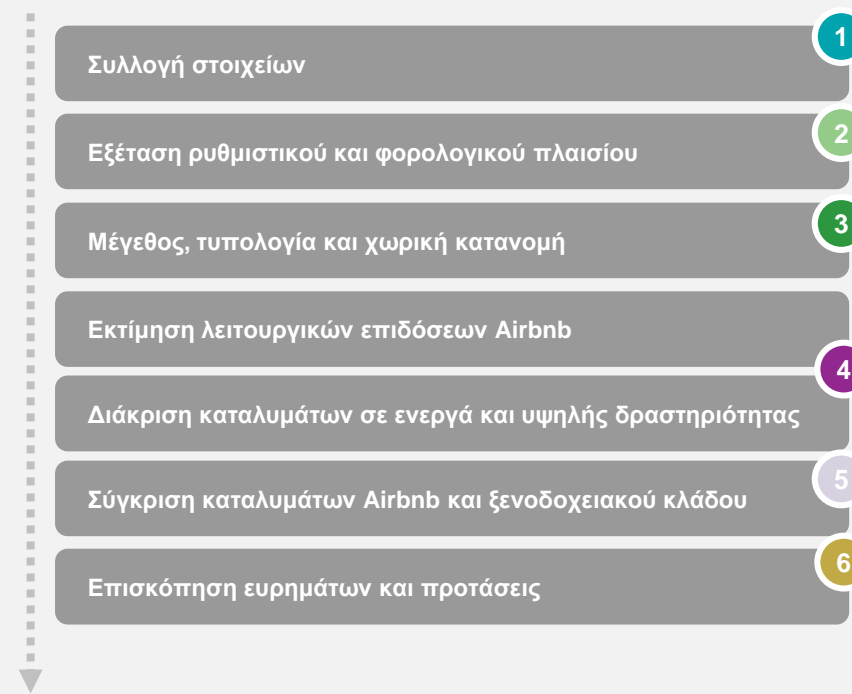 1
Συλλογή στοιχείων
2
Εξέταση ρυθμιστικού και φορολογικού πλαισίου
3
Μέγεθος, τυπολογία και χωρική κατανομή
Εκτίμηση λειτουργικών επιδόσεων Airbnb
4
Διάκριση καταλυμάτων σε ενεργά και υψηλής δραστηριότητας
5
Σύγκριση καταλυμάτων Airbnb και ξενοδοχειακού κλάδου
6
Επισκόπηση ευρημάτων και προτάσεις